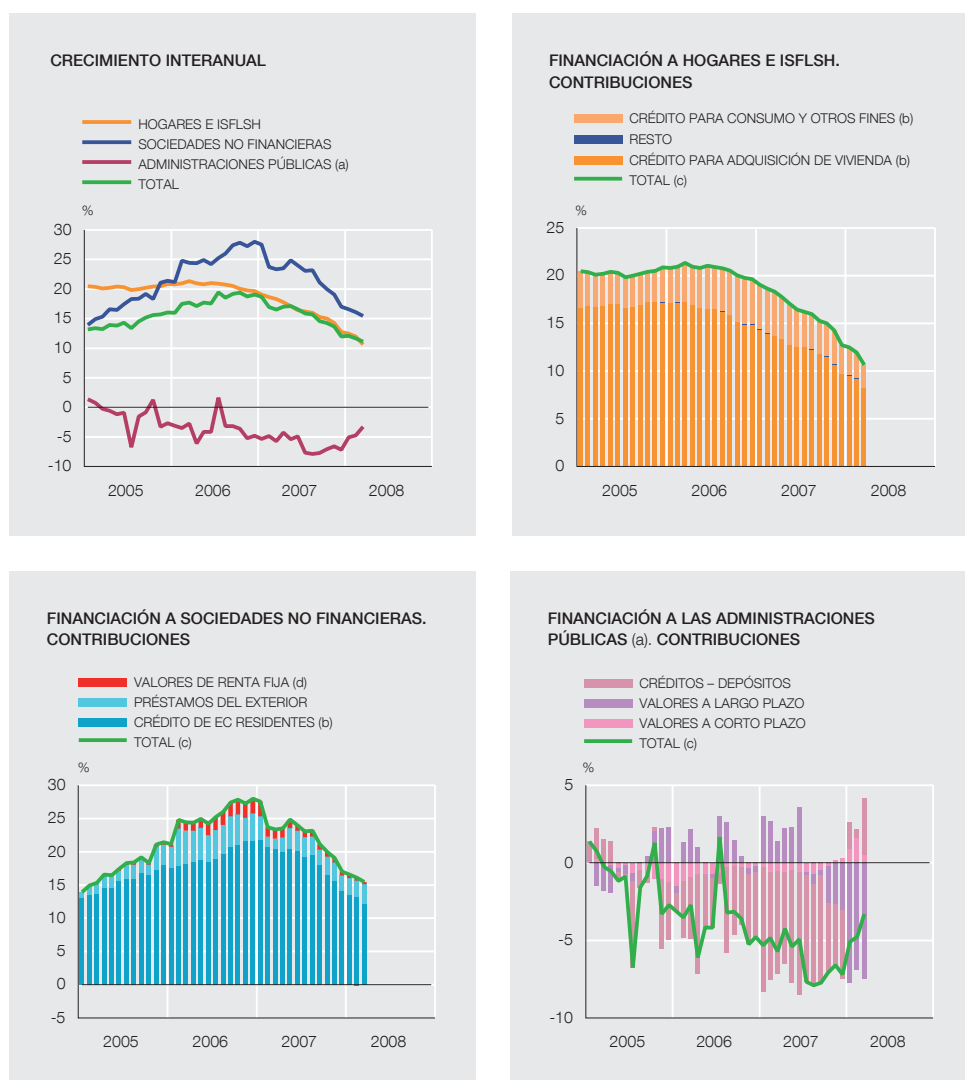 CRECIMIENTO INTERANUAL
HOGARES E ISFLSH
SOCIEDADES NO FINANCIERAS
ADMINISTRACIONES PÚBLICAS (a)
TOTAL
%
30
25
20
15
10
5
0
-5
-10
2005 2006 2007 2008
FINANCIACIÓN A HOGARES E ISFLSH.
CONTRIBUCIONES
CRÉDITO PARA CONSUMO Y OTROS FINES (b)
RESTO
CRÉDITO PARA ADQUISICIÓN DE VIVIENDA (b)
TOTAL (c)
%
25
20
15
10
5
0
2005 2006 2007 2008
FINANCIACIÓN A SOCIEDADES NO FINANCIERAS.
CONTRIBUCIONES
VALORES DE RENTA FIJA (d)
PRÉSTAMOS DEL EXTERIOR
CRÉDITO DE EC RESIDENTES (b)
TOTAL (c)
%
30
25
20
15
10
5
0
-5
2005 2006 2007 2008
FINANCIACIÓN A LAS ADMINISTRACIONES
PÚBLICAS (a). CONTRIBUCIONES
CRÉDITOS – DEPÓSITOS
VALORES A LARGO PLAZO
VALORES A CORTO PLAZO
TOTAL (c)
%
5
0
-5
-10
2005 2006 2007 2008